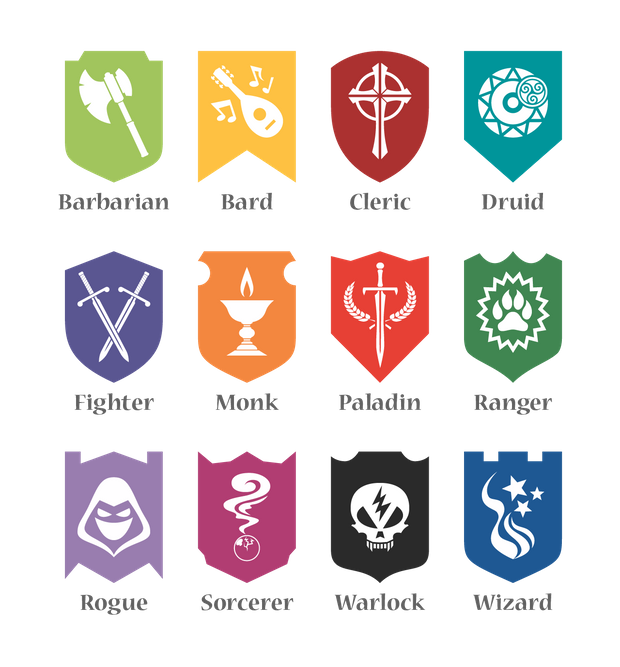 Barbarian Bard Cleric Druid
Fighter Monk Paladin Ranger
Rogue Sorcerer Warlock Wizard